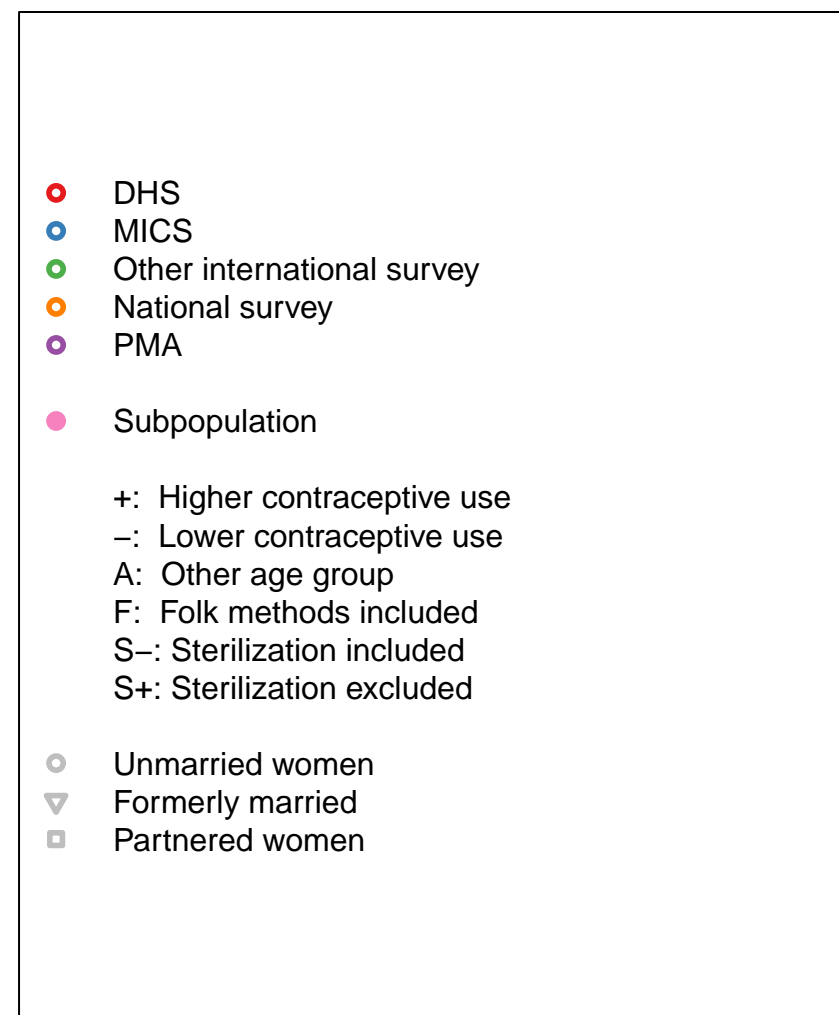 DHS
MICS
Other international survey
National survey
PMA
Subpopulation
+: Higher contraceptive use
−: Lower contraceptive use
A: Other age group
F: Folk methods included
S−: Sterilization included
S+: Sterilization excluded
Unmarried women
Formerly married
Partnered women